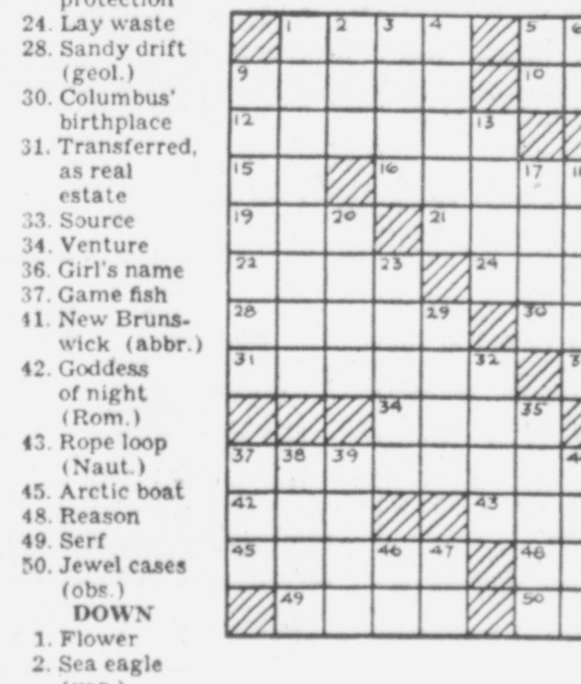 protection
24. Lay waste
28. Sandy drift
(geol.)
30. Columbus'
birthplace
31. Transferred,
as real
estate
33. Source
34. Venture
36. Girl's name
37. Game fish
41. New Bruns-
wick (abbr.)
42. Goddess
of night
(Rom.)
43. Rope loop
(Naut.)
45. Arctic boat
48. Reason
49. Serf
50. Jewel cases
(obs.)
DOWN
1. Flower
2. Sea eagle
1 2 3 4 5 6
9 10
12 13
15 16 17
19 20 21
22 23 24
28 29 30
31 32
34 35
37 38 39
42 43
45 46 47 48
49 50